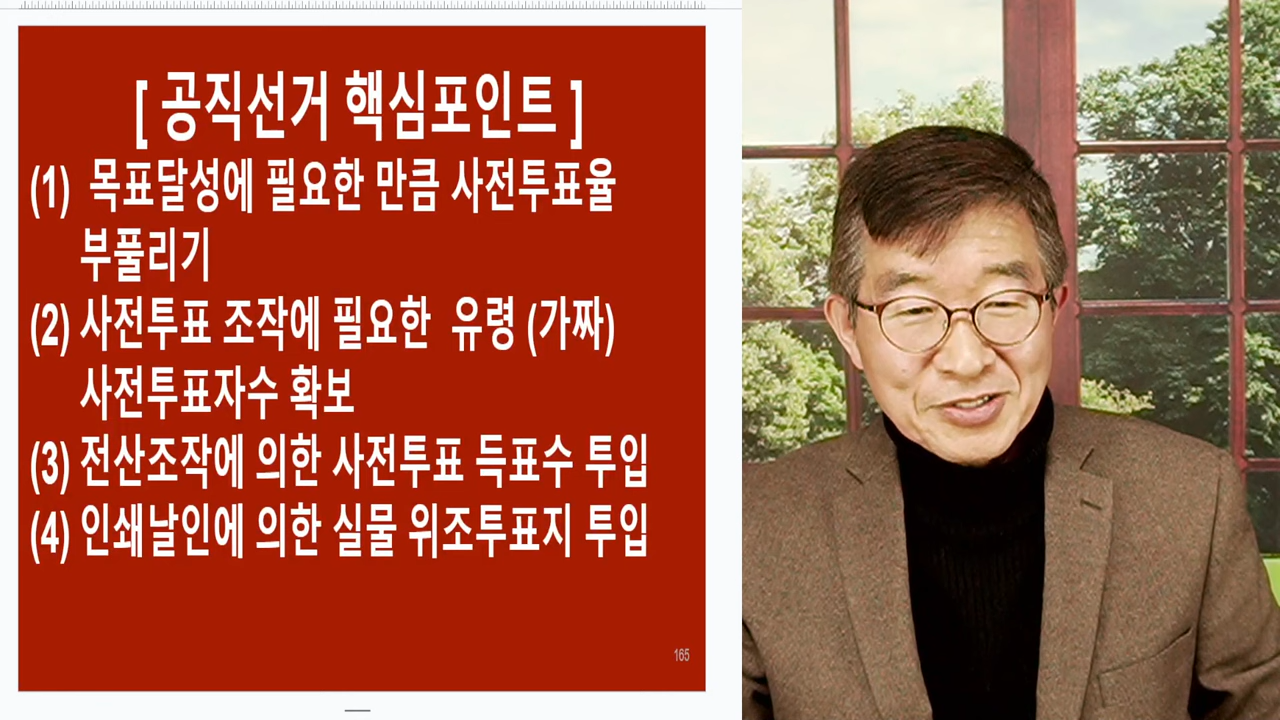 [ 공직선거 핵심포인트 ]
(1) 목표달성에 필요한 만큼 사전투표율
부풀리기
(2) 사전투표 조작에 필요한 유령 (가짜)
사전투표자수 확보
(3) 전산조작에 의한 사전투표 득표수 투입
(4) 인쇄날인에 의한 실물 위조투표지 투입
165